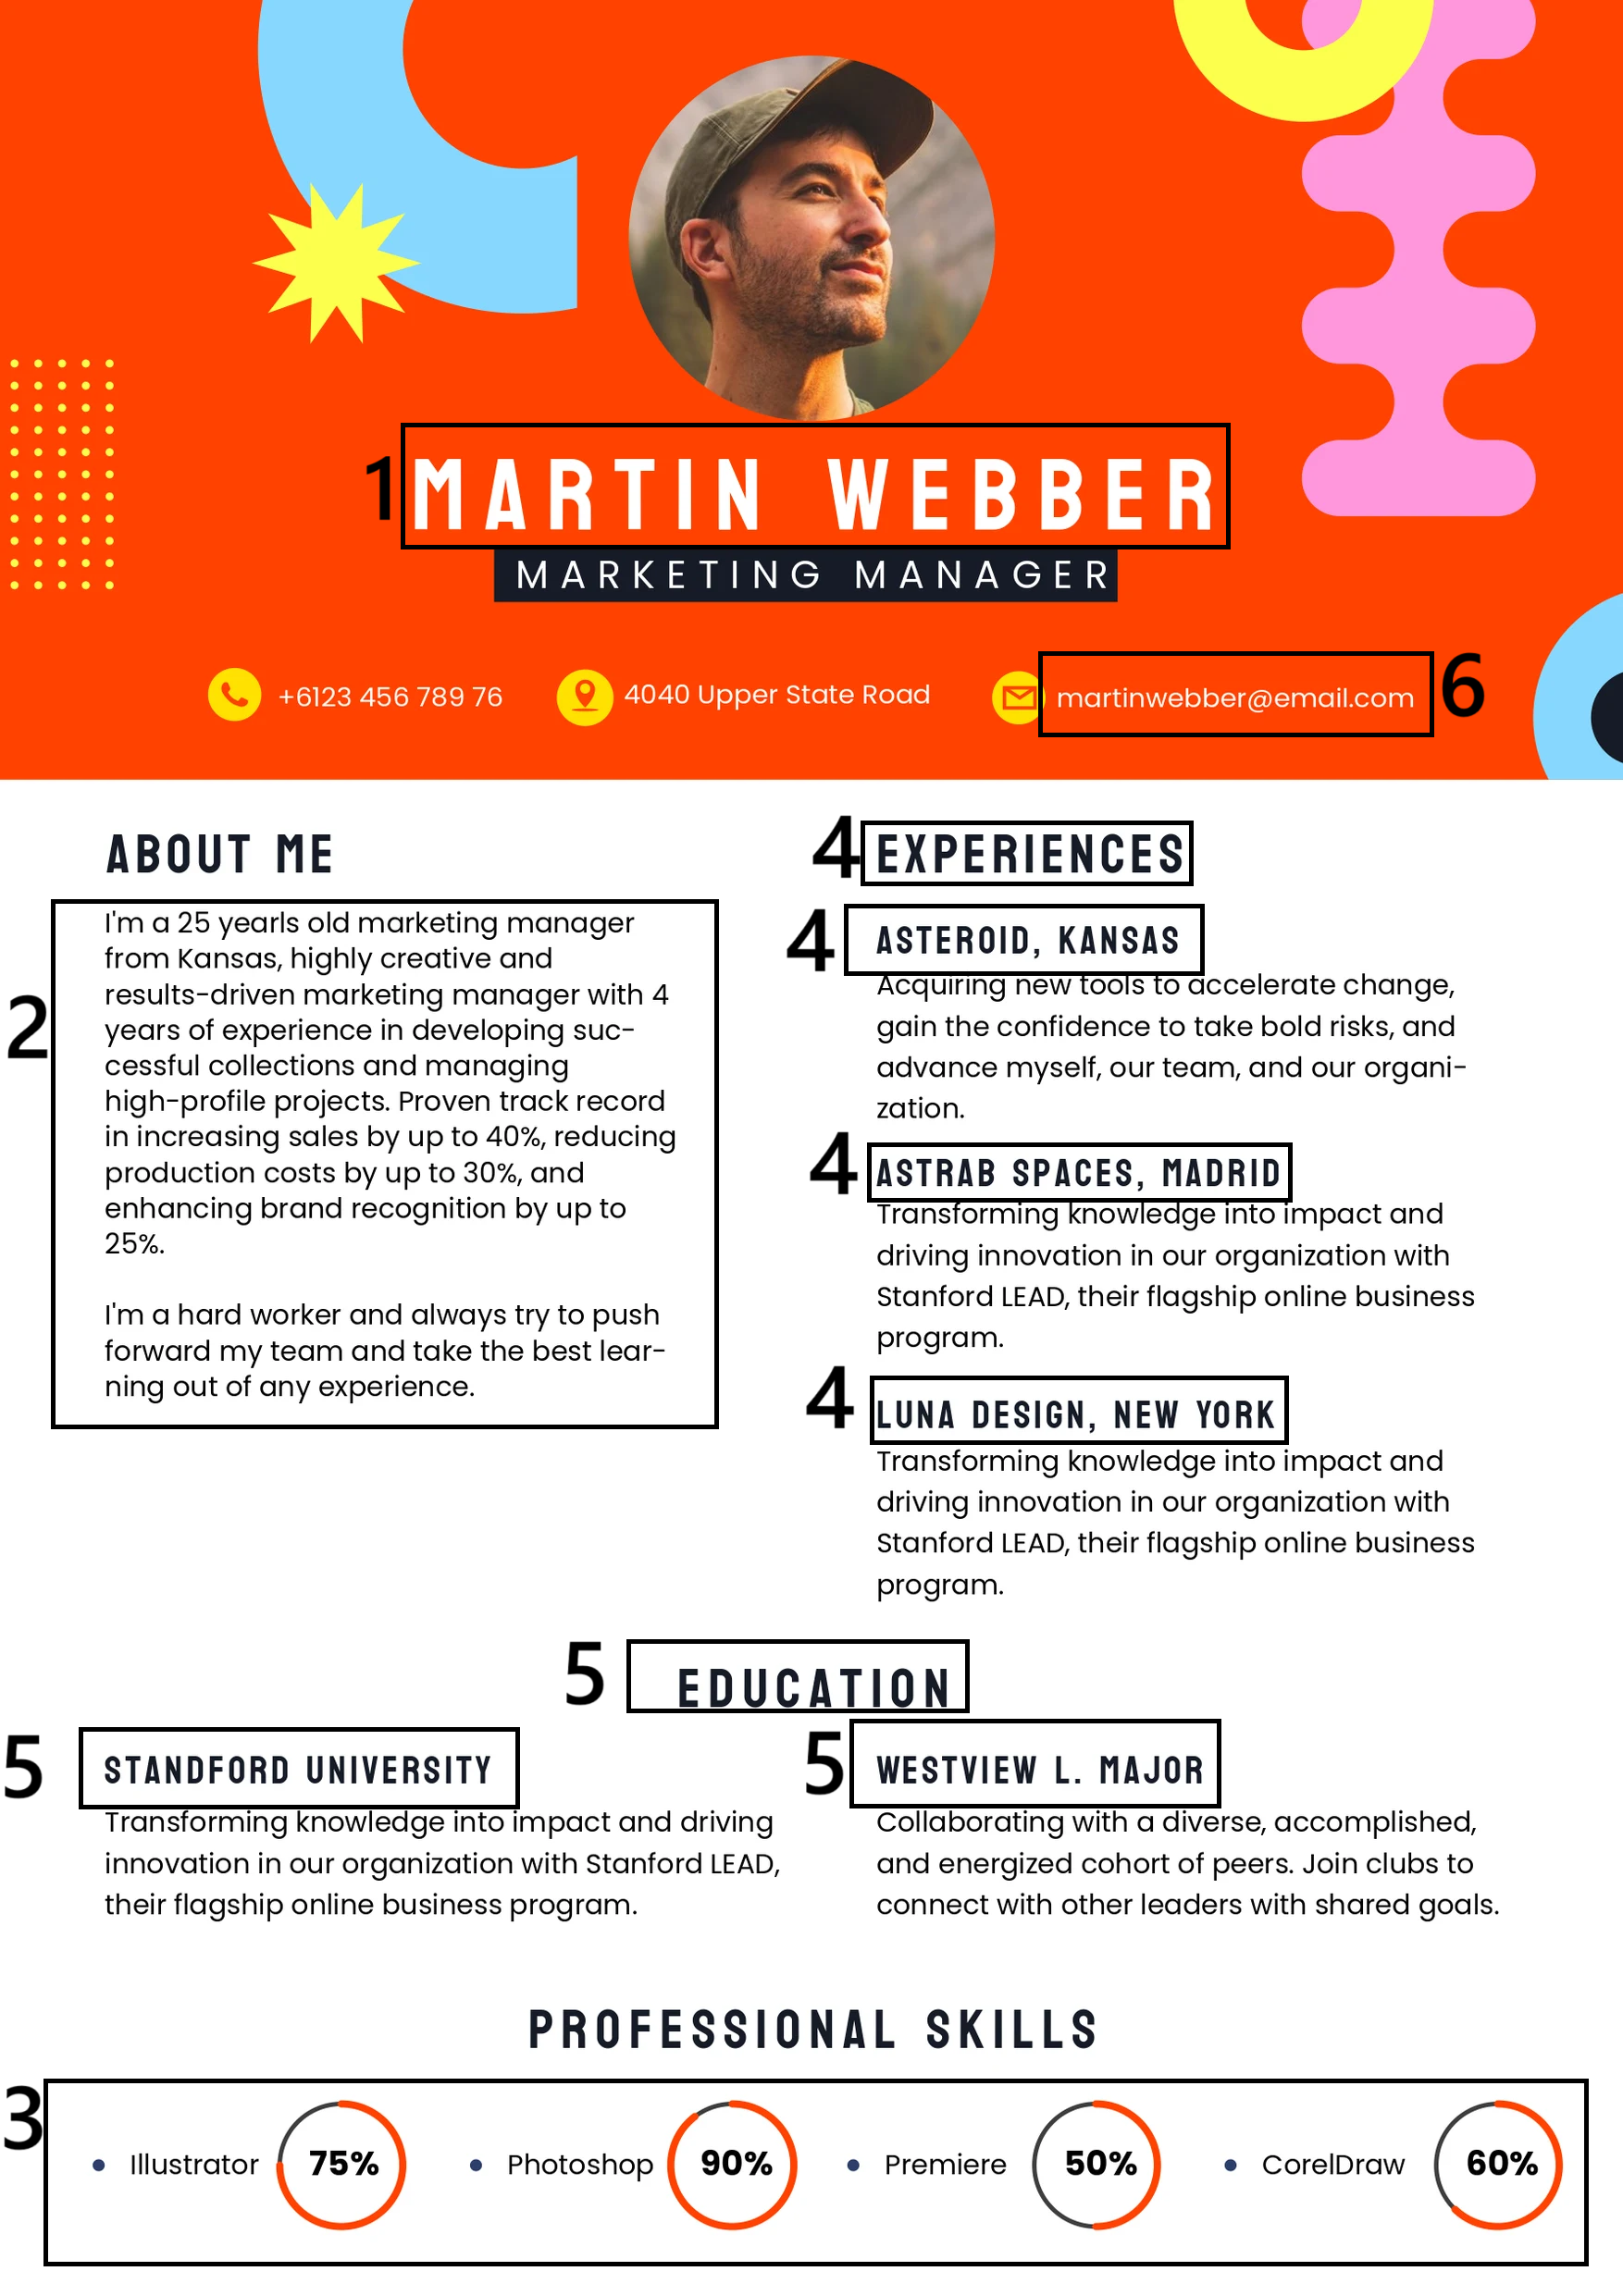 1 MARTIN WEBBER
MARKETING MANAGER
+6123 456 789 76
4040 Upper State Road
martinwebber@email.com 6
ABOUT ME
2
I'm a 25 yearls old marketing manager
from Kansas, highly creative and
results-driven marketing manager with 4
years of experience in developing suc-
cessful collections and managing
high-profile projects. Proven track record
in increasing sales by up to 40%, reducing
production costs by up to 30%, and
enhancing brand recognition by up to
25%.
I'm a hard worker and always try to push
forward my team and take the best lear-
ning out of any experience.
4 EXPERIENCES
4 ASTEROID, KANSAS
Acquiring new tools to accelerate change,
gain the confidence to take bold risks, and
advance myself, our team, and our organi-
zation.
4 ASTRAB SPACES, MADRID
Transforming knowledge into impact and
driving innovation in our organization with
Stanford LEAD, their flagship online business
program.
4 LUNA DESIGN, NEW YORK
Transforming knowledge into impact and
driving innovation in our organization with
Stanford LEAD, their flagship online business
program.
5 EDUCATION
5 STANDFORD UNIVERSITY
Transforming knowledge into impact and driving
innovation in our organization with Stanford LEAD,
their flagship online business program.
5 WESTVIEW L. MAJOR
Collaborating with a diverse, accomplished,
and energized cohort of peers. Join clubs to
connect with other leaders with shared goals.
PROFESSIONAL SKILLS
3
• Illustrator 75%
• Photoshop 90%
• Premiere 50%
• CorelDraw 60%